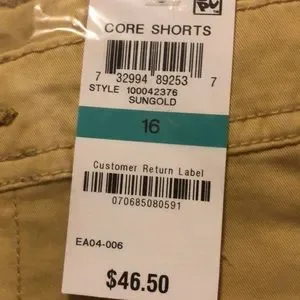 CORE SHORTS
7 32994 89253 7
STYLE 100042376
SUNGOLD
16
Customer Return Label
070685080591
EA04-006
$46.50